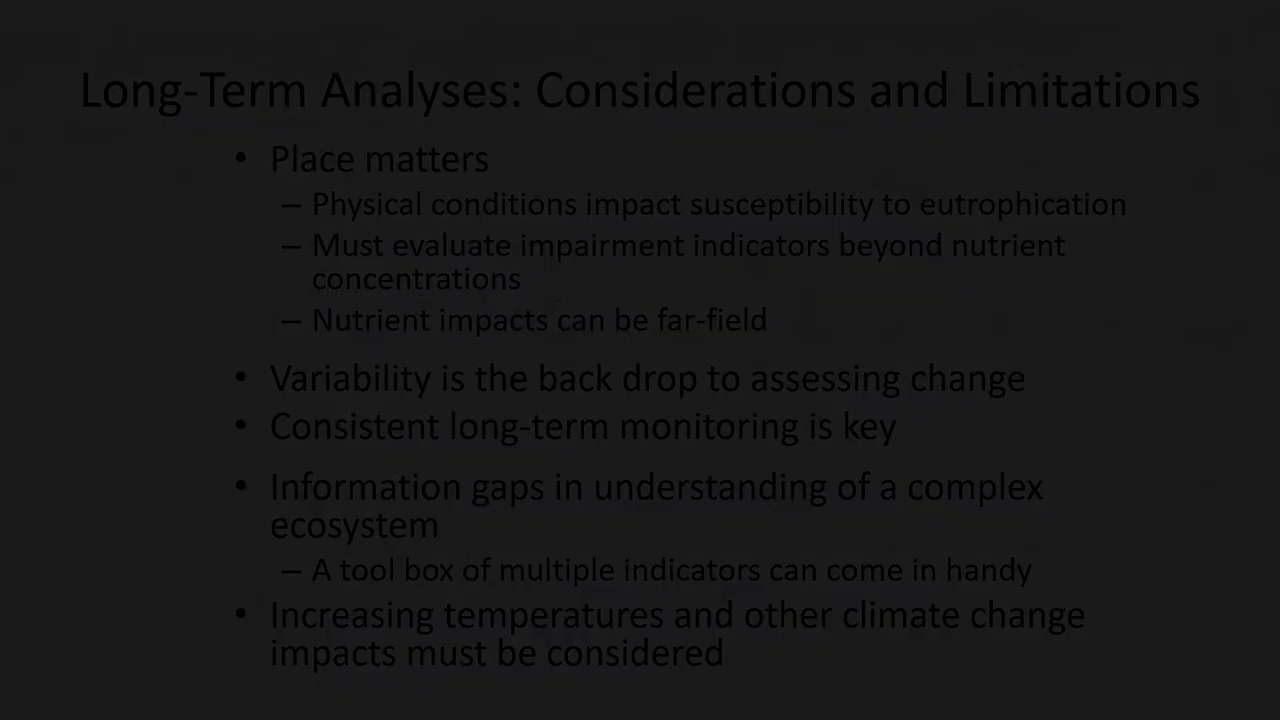 Long-Term Analyses: Considerations and Limitations
• Place matters
– Physical conditions impact susceptibility to eutrophication
– Must evaluate impairment indicators beyond nutrient
concentrations
– Nutrient impacts can be far-field
• Variability is the back drop to assessing change
• Consistent long-term monitoring is key
• Information gaps in understanding of a complex
ecosystem
– A tool box of multiple indicators can come in handy
• Increasing temperatures and other climate change
impacts must be considered